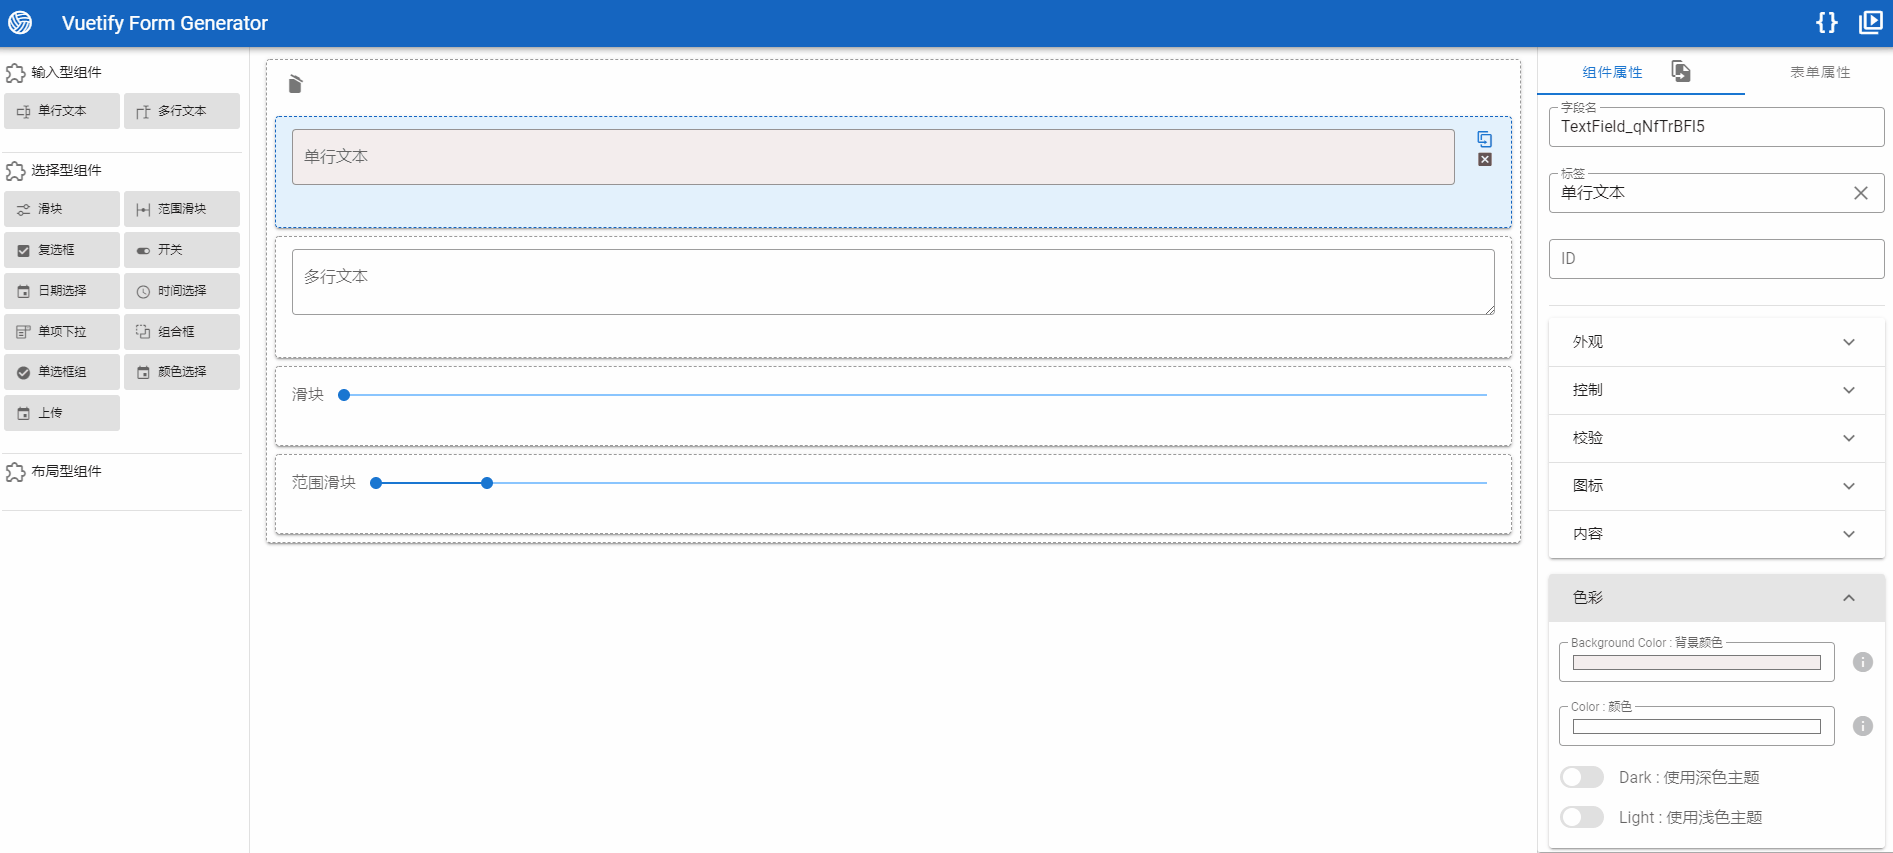 Vuetify Form Generator
{ }
输入型组件
单行文本
多行文本
选择型组件
滑块
范围滑块
复选框
开关
日期选择
时间选择
单项下拉
组合框
单选框组
颜色选择
上传
布局型组件
单行文本
多行文本
滑块
范围滑块
组件属性
表单属性
字段名
TextField_qNfTrBFI5
标签
单行文本
ID
外观
控制
校验
图标
内容
色彩
Background Color : 背景颜色
Color : 颜色
Dark : 使用深色主题
Light : 使用浅色主题